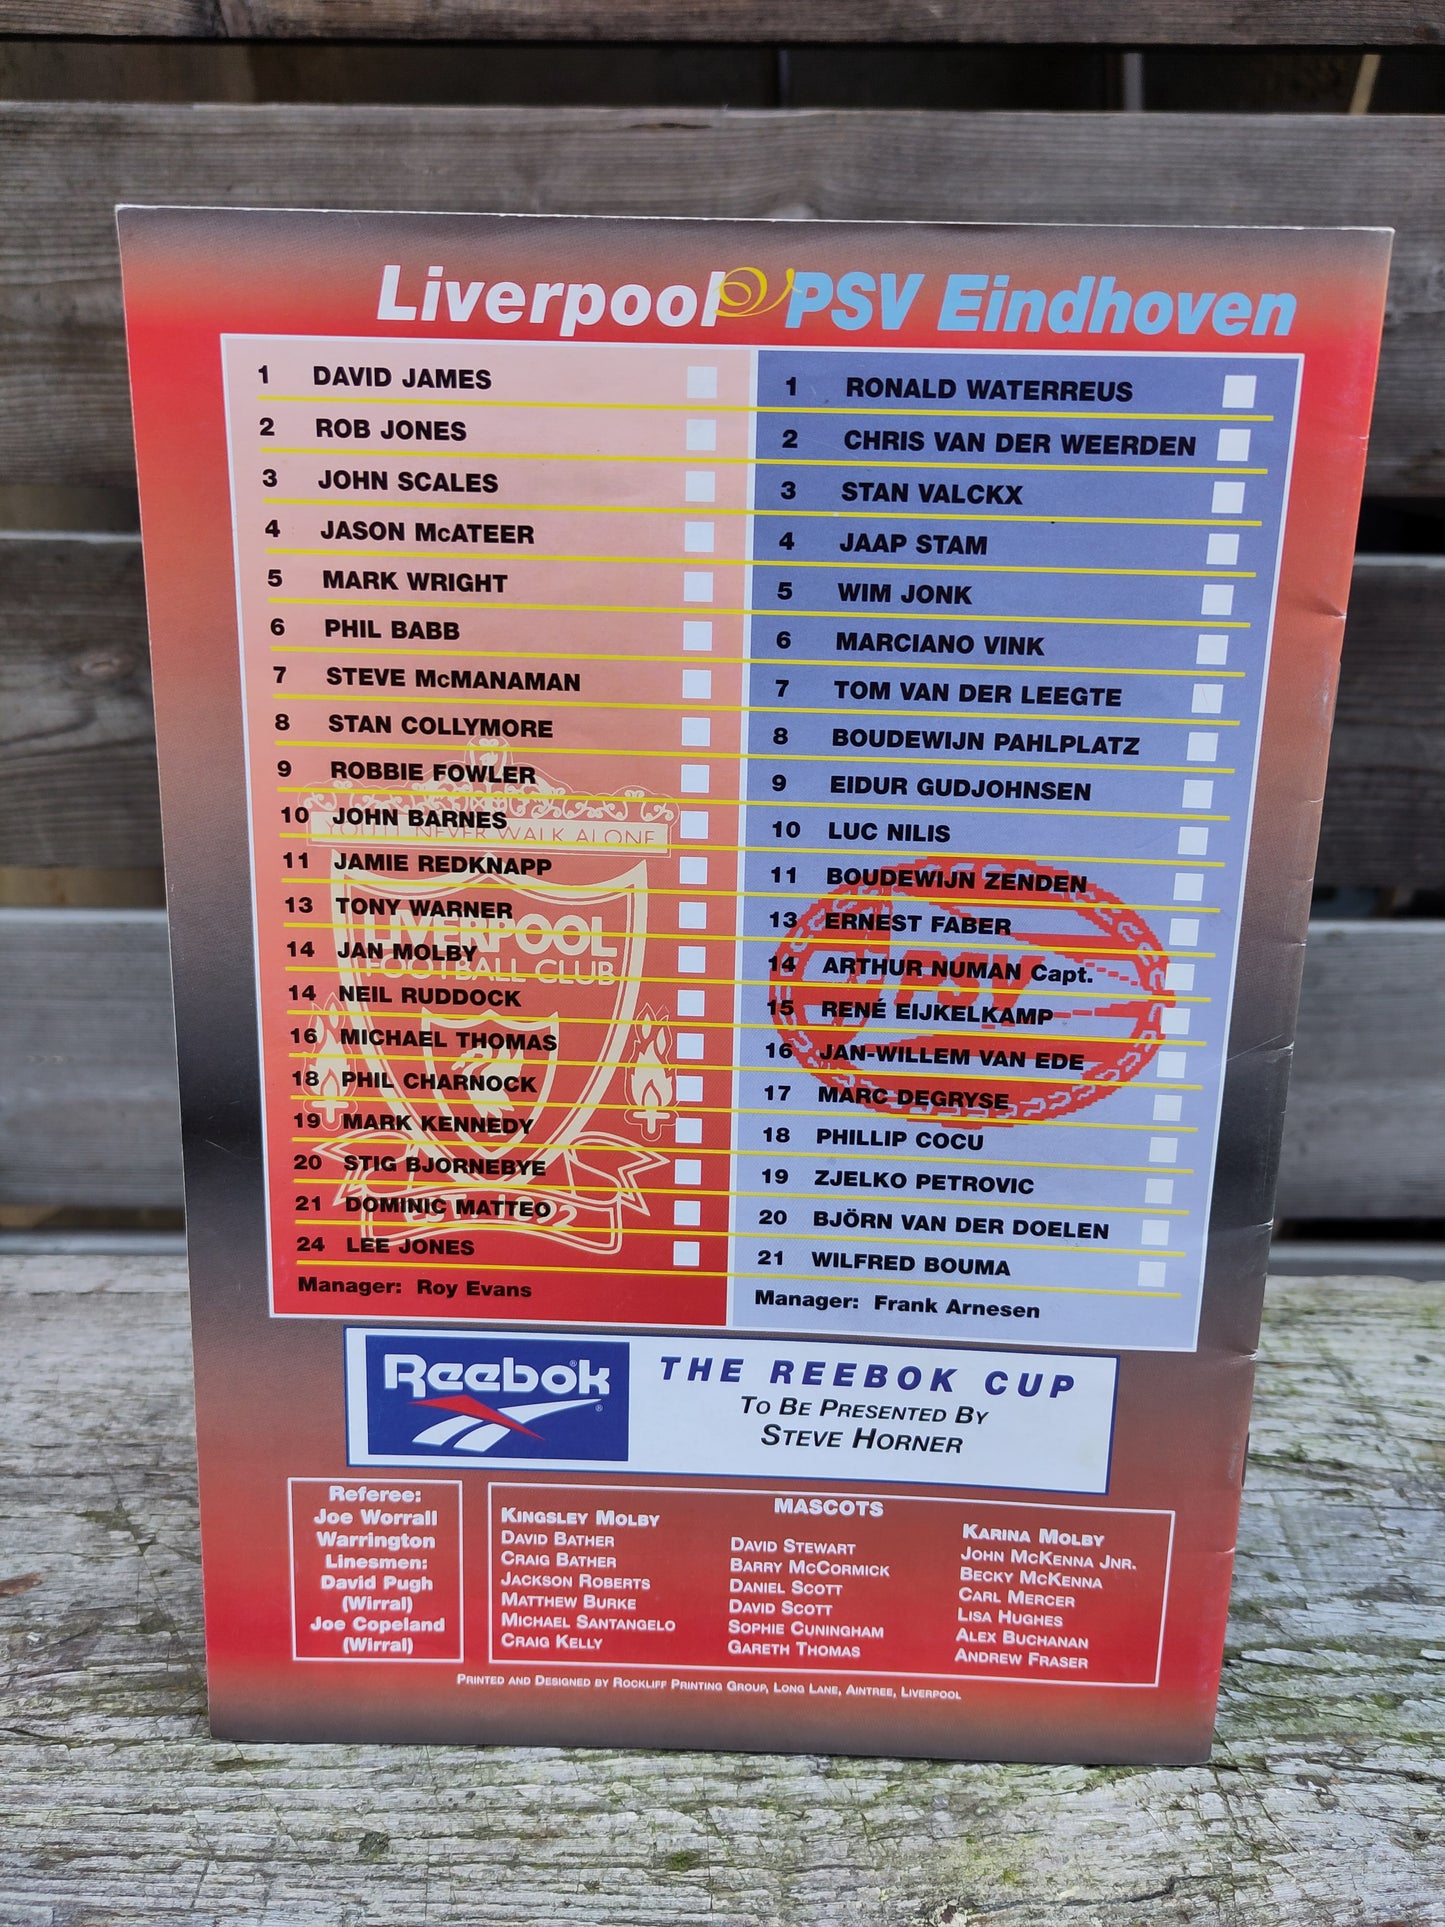 Liverpool v PSV Eindhoven
1 DAVID JAMES
2 ROB JONES
3 JOHN SCALES
4 JASON McATEER
5 MARK WRIGHT
6 PHIL BABB
7 STEVE McMANAMAN
8 STAN COLLYMORE
9 ROBBIE FOWLER
10 JOHN BARNES
11 JAMIE REDKNAPP
13 TONY WARNER
14 JAN MOLBY
14 NEIL RUDDOCK
16 MICHAEL THOMAS
18 PHIL CHARNOCK
19 MARK KENNEDY
20 STIG BJORNEBYE
21 DOMINIC MATTEO
24 LEE JONES
Manager: Roy Evans
YOU'LL NEVER WALK ALONE
LIVERPOOL
FOOTBALL CLUB
EST 1892
1 RONALD WATERREUS
2 CHRIS VAN DER WEERDEN
3 STAN VALCKX
4 JAAP STAM
5 WIM JONK
6 MARCIANO VINK
7 TOM VAN DER LEEGTE
8 BOUDEWIJN PAHLPLATZ
9 EIDUR GUDJOHNSEN
10 LUC NILIS
11 BOUDEWIJN ZENDEN
13 ERNEST FABER
14 ARTHUR NUMAN Capt.
15 RENÉ EIJKELKAMP
16 JAN-WILLEM VAN EDE
17 MARC DEGRYSE
18 PHILLIP COCU
19 ZJELKO PETROVIC
20 BJÖRN VAN DER DOELEN
21 WILFRED BOUMA
Manager: Frank Arnesen
PSV
Reebok®
®
THE REEBOK CUP
TO BE PRESENTED BY
STEVE HORNER
Referee:
Joe Worrall
Warrington
Linesmen:
David Pugh
(Wirral)
Joe Copeland
(Wirral)
MASCOTS
KINGSLEY MOLBY
DAVID BATHER
CRAIG BATHER
JACKSON ROBERTS
MATTHEW BURKE
MICHAEL SANTANGELO
CRAIG KELLY
DAVID STEWART
BARRY MCCORMICK
DANIEL SCOTT
DAVID SCOTT
SOPHIE CUNINGHAM
GARETH THOMAS
KARINA MOLBY
JOHN MCKENNA JNR.
BECKY MCKENNA
CARL MERCER
LISA HUGHES
ALEX BUCHANAN
ANDREW FRASER
PRINTED AND DESIGNED BY ROCKLIFF PRINTING GROUP, LONG LANE, AINTREE, LIVERPOOL